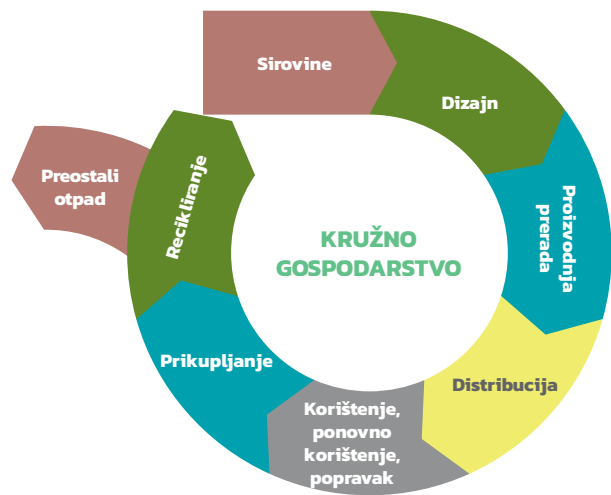 Sirovine
Dizajn
Proizvodnja
prerada
Distribucija
Korištenje,
ponovno
korištenje,
popravak
Prikupljanje
Recikliranje
Preostali
otpad
KRUŽNO
GOSPODARSTVO